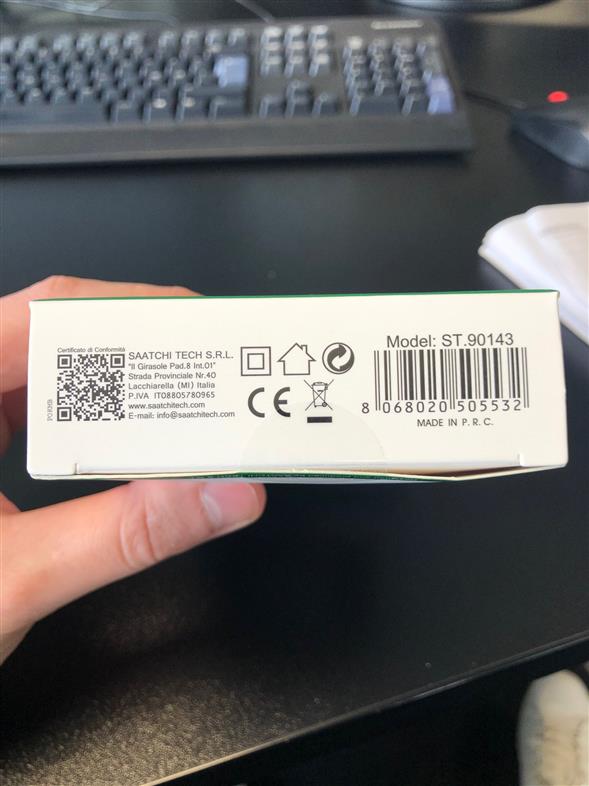 Certificato di Conformità
SAATCHI TECH S.R.L.
"Il Girasole Pad.8 Int.01"
Strada Provinciale Nr.40
Lacchiarella (MI) Italia
P.IVA IT08805780965
www.saatchitech.com
E-mail: info@saatchitech.com
CE
Model: ST.90143
8 068020 505532
MADE IN P.R.C.